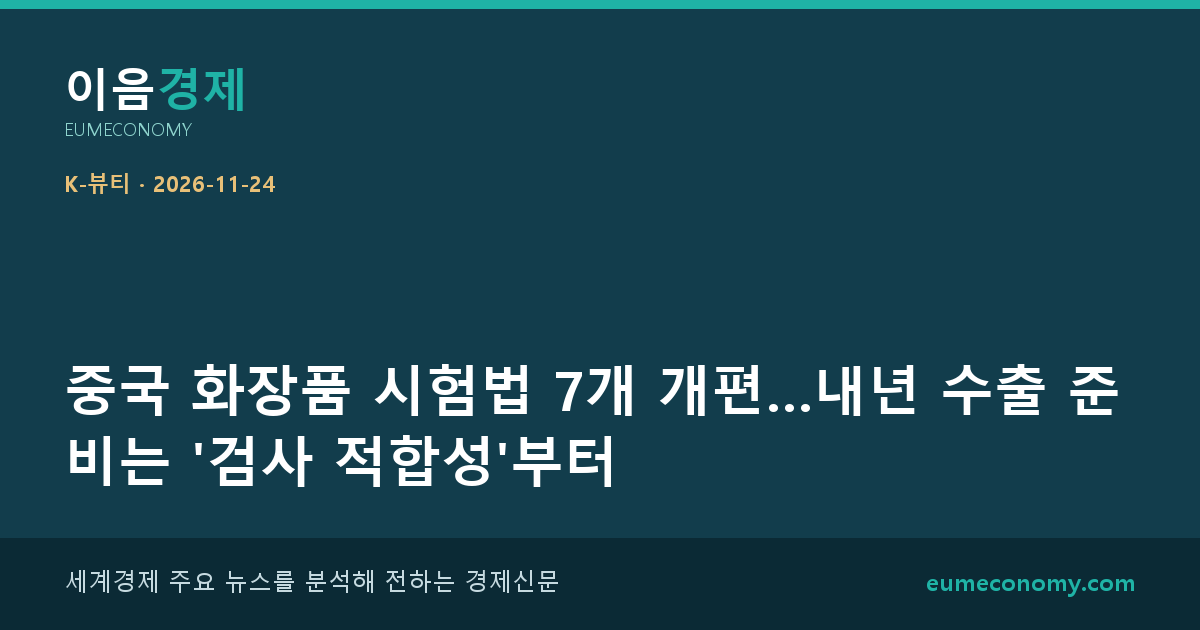 이음경제
EUMECONOMY
K-뷰티 · 2026-11-24
중국 화장품 시험법 7개 개편...내년 수출 준
비는 '검사 적합성'부터
세계경제 주요 뉴스를 분석해 전하는 경제신문
eumeconomy.com